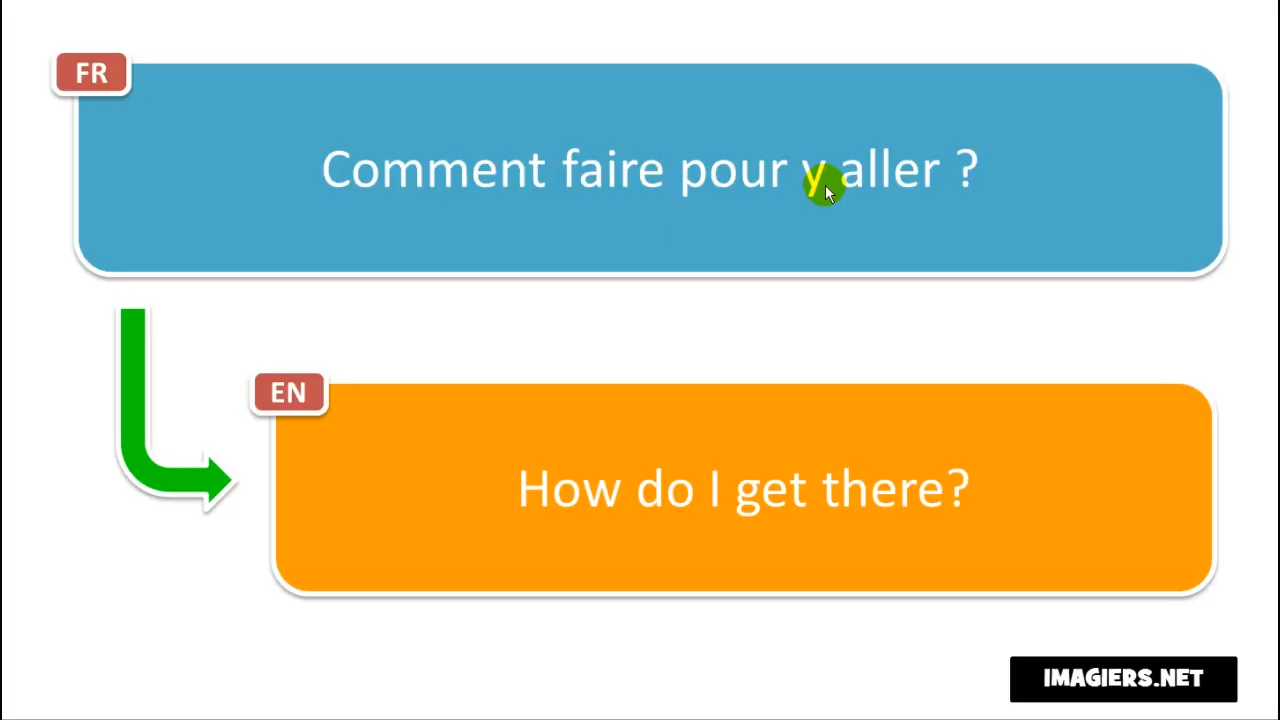 FR
Comment faire pour y aller ?
EN
How do I get there?
IMAGIERS.NET